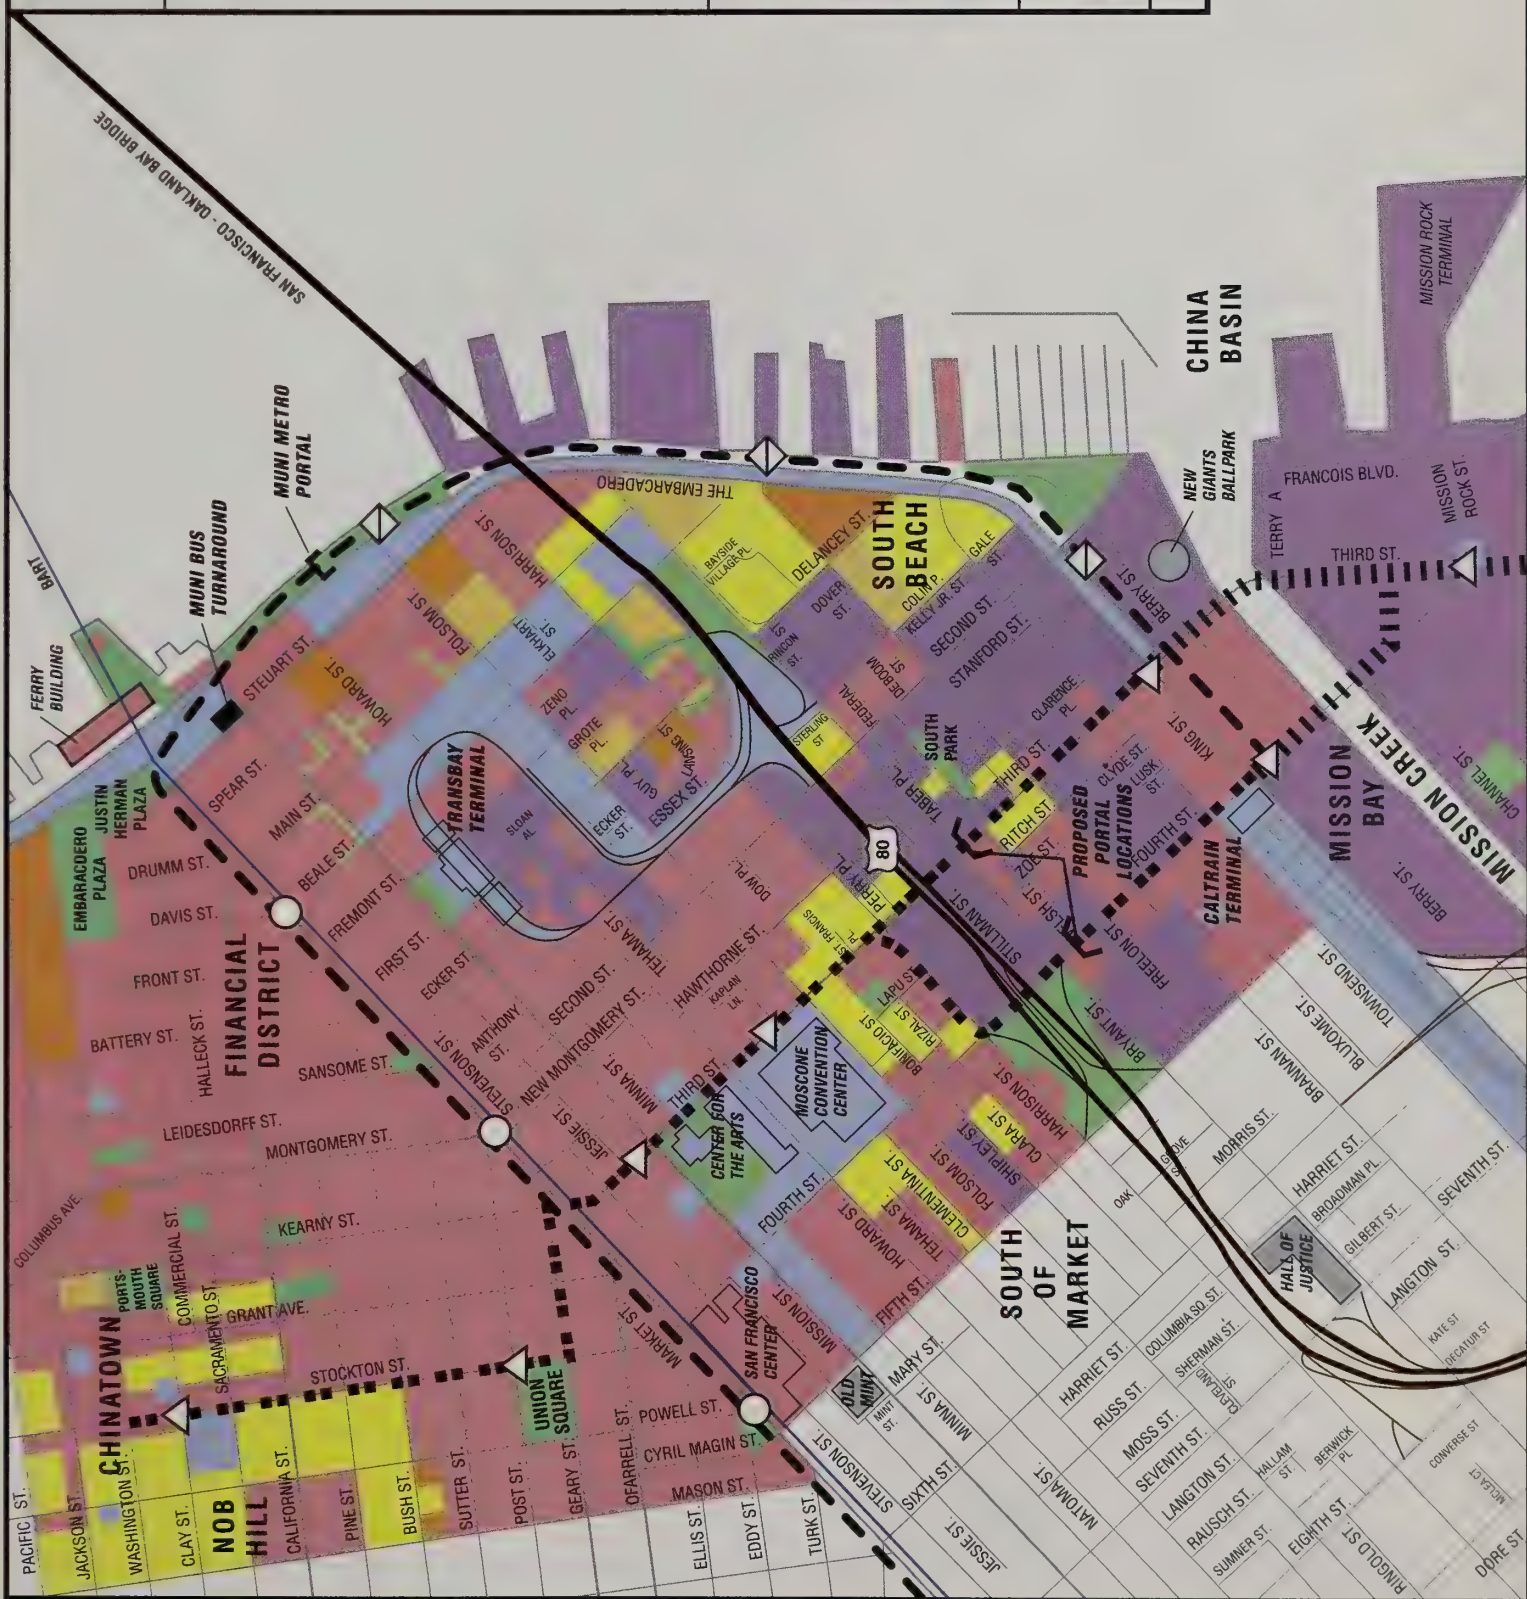 SAN FRANCISCO - OAKLAND BAY BRIDGE
BART
FERRY
BUILDING
MUNI BUS
TURNAROUND
MUNI METRO
PORTAL
EMBARACDERO
PLAZA
JUSTIN
HERMAN
PLAZA
STEUART ST.
SPEAR ST.
MAIN ST.
BEALE ST.
FREMONT ST.
FIRST ST.
ECKER ST.
ANTHONY
ST.
SECOND ST.
NEW MONTGOMERY ST.
STEVENSON ST.
JESSIE ST.
MINNA ST.
THIRD ST.
HOWARD ST.
FOLSOM ST.
HARRISON ST.
THE EMBARCADERO
ELKHART
ST.
ZENO
PL.
GROTE
PL.
GUY PL.
LANSING ST.
ESSEX ST.
ECKER
ST.
SLOAN
AL.
TRANSBAY
TERMINAL
TEHAMA ST.
HAWTHORNE ST.
KAPLAN
LN.
DOW PL.
PERRY PL.
ST. FRANCIS
PL.
LAPU ST.
RIZAL ST.
BONIFACIO ST.
BAYSIDE
VILLAGE PL.
DELANCEY ST.
SOUTH
BEACH
DOVER
ST.
RINCON
ST.
COLIN P.
KELLY JR. ST.
GALE
ST.
SECOND ST.
STANFORD ST.
DE BOOM
ST.
FEDERAL
STERLING
ST
SOUTH
PARK
TABER PL.
CLARENCE
PL.
THIRD ST.
RITCH ST.
CLYDE ST.
LUSK
ST.
KING ST.
BERRY ST.
ZOE ST.
WELSH ST.
FREELON ST.
STILLMAN ST.
FOURTH ST.
BRYANT ST.
PROPOSED
PORTAL
LOCATIONS
CALTRAIN
TERMINAL
80
NEW
GIANTS
BALLPARK
CHINA
BASIN
MISSION ROCK
TERMINAL
TERRY A
FRANCOIS BLVD.
MISSION
ROCK ST.
THIRD ST.
MISSION CREEK
MISSION
BAY
CHANNEL ST.
BERRY ST.
TOWNSEND ST.
BLUXOME ST.
BRANNAN ST.
DRUMM ST.
DAVIS ST.
FRONT ST.
BATTERY ST.
HALLECK ST.
FINANCIAL
DISTRICT
SANSOME ST.
LEIDESDORFF ST.
MONTGOMERY ST.
COLUMBUS AVE.
KEARNY ST.
COMMERCIAL ST.
PORTS-
MOUTH
SQUARE
SACRAMENTO ST.
GRANT AVE.
STOCKTON ST.
CHINATOWN
NOB
HILL
UNION
SQUARE
PACIFIC ST.
JACKSON ST.
WASHINGTON ST.
CLAY ST.
CALIFORNIA ST.
PINE ST.
BUSH ST.
SUTTER ST.
POST ST.
GEARY ST.
OFARRELL ST.
ELLIS ST.
EDDY ST.
TURK ST.
POWELL ST.
CYRIL MAGIN ST.
MASON ST.
MARKET ST.
SAN FRANCISCO
CENTER
MISSION ST.
CENTER FOR
THE ARTS
MOSCONE
CONVENTION
CENTER
FOURTH ST.
HOWARD ST.
TEHAMA ST.
CLEMENTINA ST.
FOLSOM ST.
SHIPLEY ST.
CLARA ST.
HARRISON ST.
FIFTH ST.
SOUTH
OF
MARKET
OLD
MINT
MINT
ST.
MARY ST.
MINNA ST.
NATOMA ST.
STEVENSON ST.
SIXTH ST.
JESSIE ST.
HARRIET ST.
RUSS ST.
MOSS ST.
SEVENTH ST.
LANGTON ST.
RAUSCH ST.
SUMNER ST.
EIGHTH ST.
RINGOLD ST
DORE ST
COLUMBIA SQ. ST.
SHERMAN ST.
CLEVELAND
ST.
HALLAM
ST.
BERWICK
PL
OAK
GROVE
MORRIS ST.
HARRIET ST.
BROADMAN PL.
GILBERT ST.
LANGTON ST.
SEVENTH ST.
HALL OF
JUSTICE
KATE ST
DECATUR ST
CONVERSE ST